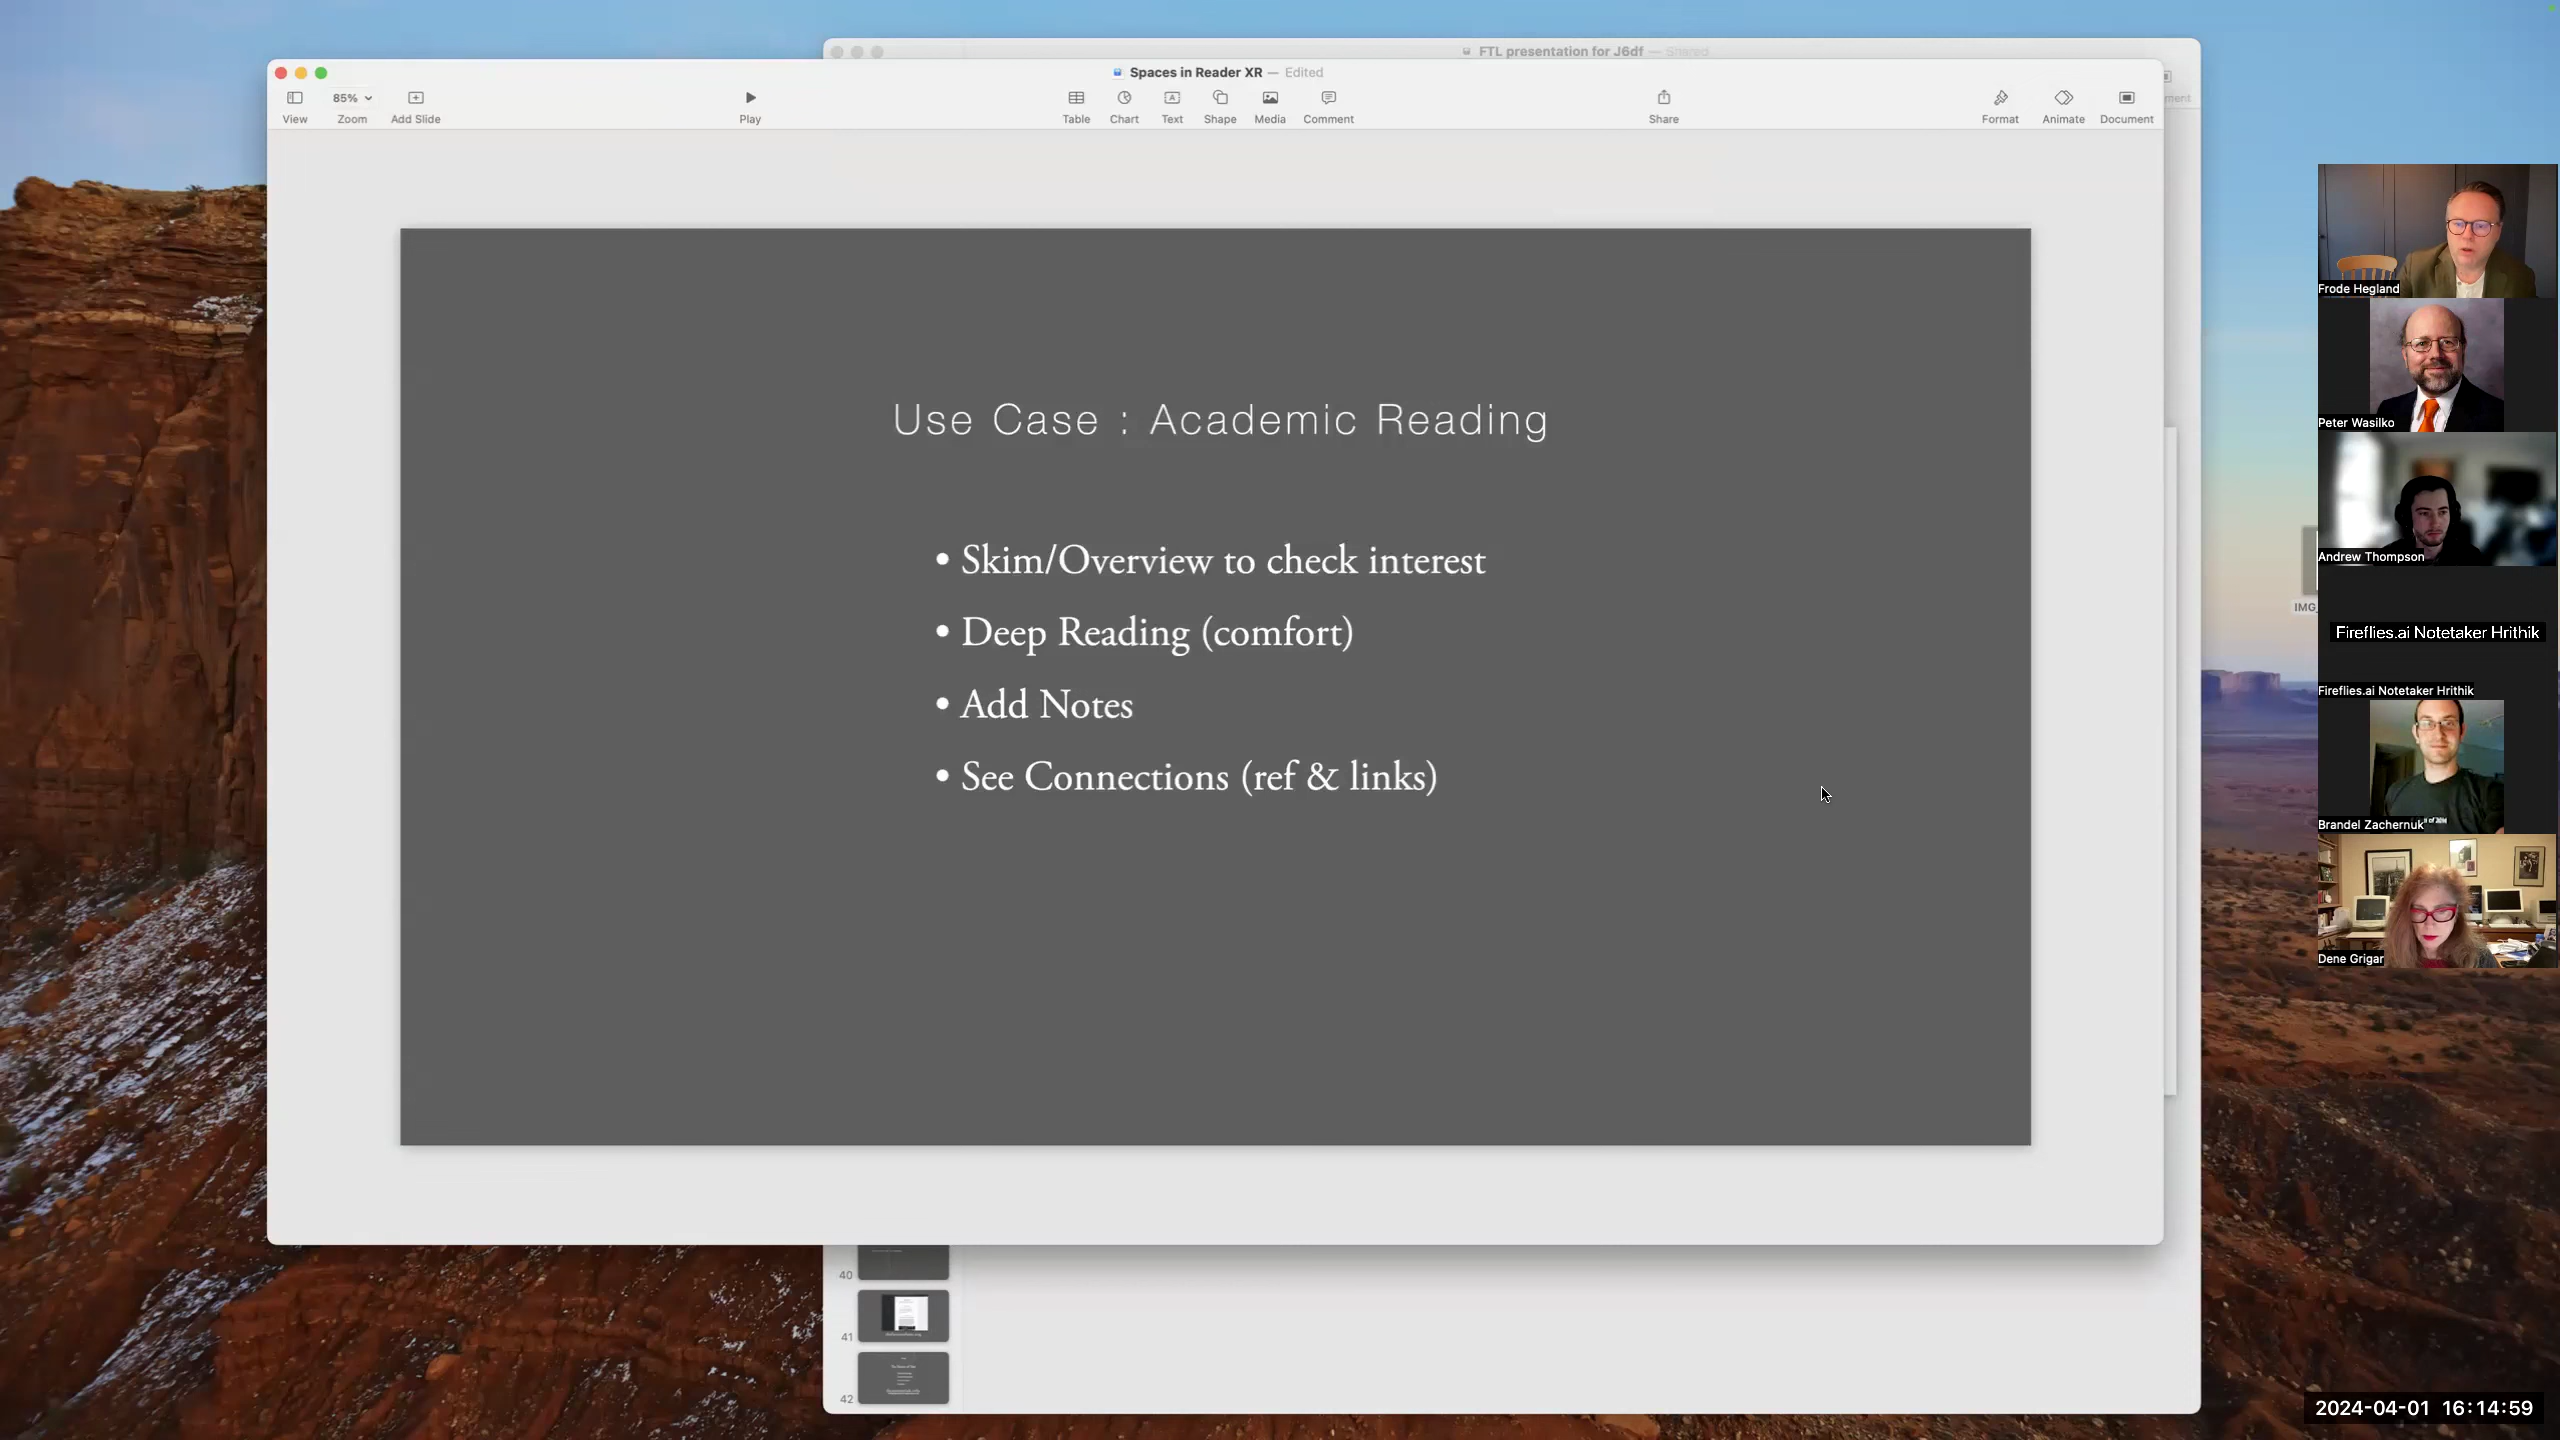 FTL presentation for J6df — Shared
Spaces in Reader XR — Edited
85%
View
Zoom
Add Slide
Play
Table
Chart
Text
Shape
Media
Comment
Share
Format
Animate
Document
Use Case : Academic Reading
• Skim/Overview to check interest
• Deep Reading (comfort)
• Add Notes
• See Connections (ref & links)
Frode Hegland
Peter Wasilko
Andrew Thompson
IMG_
Fireflies.ai Notetaker Hrithik
Fireflies.ai Notetaker Hrithik
Brandel Zachernuk
Dene Grigar
40
41
42
2024-04-01 16:14:59